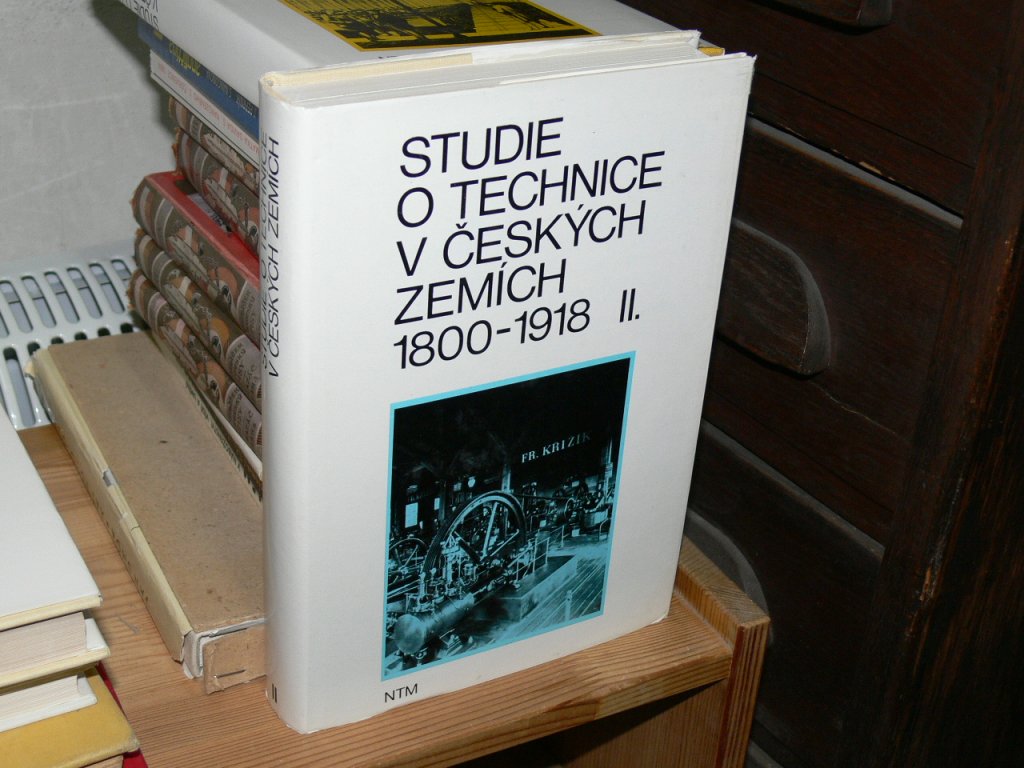 STUDIE
O TECHNICE
V ČESKÝCH
ZEMÍCH
1800-1918 II.
FR. KŘIŽÍK
NTM
STUDIE O TECHNICE
V ČESKÝCH ZEMÍCH
II